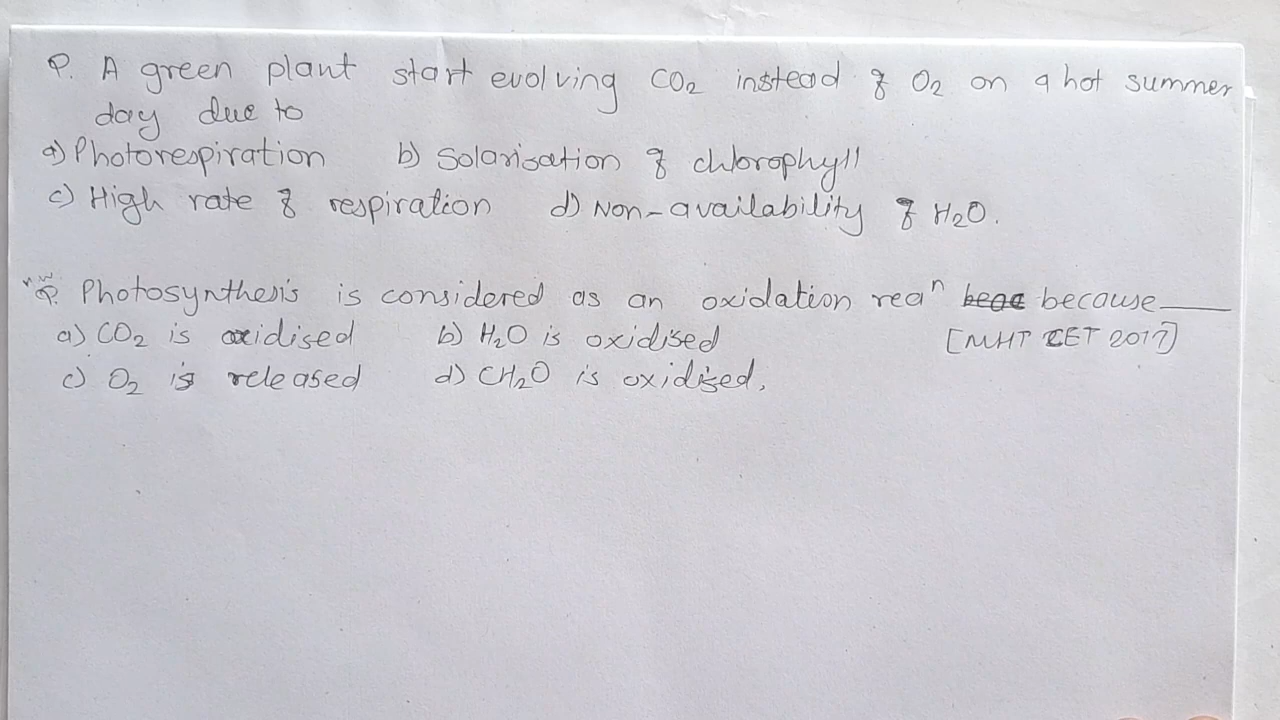 Q. A green plant start evolving CO2 instead of O2 on a hot summer
day due to
a) Photorespiration b) Solarisation of chlorophyll
c) High rate of respiration d) Non-availability of H2O.
Q. Photosynthesis is considered as an oxidation reaⁿ because____
a) CO2 is oxidised b) H2O is oxidised [MHT CET 2017]
c) O2 is released d) CH2O is oxidised.